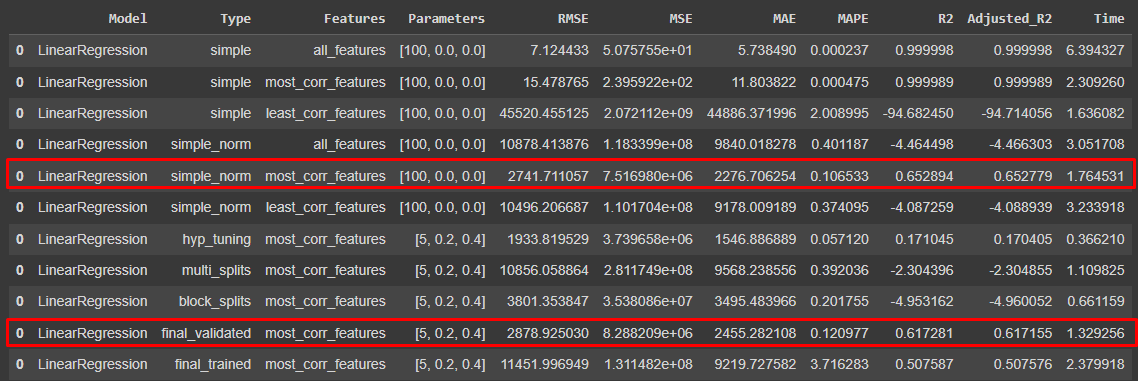 Model Type Features Parameters RMSE MSE MAE MAPE R2 Adjusted_R2 Time
0 LinearRegression simple all_features [100, 0.0, 0.0] 7.124433 5.075755e+01 5.738490 0.000237 0.999998 0.999998 6.394327
0 LinearRegression simple most_corr_features [100, 0.0, 0.0] 15.478765 2.395922e+02 11.803822 0.000475 0.999989 0.999989 2.309260
0 LinearRegression simple least_corr_features [100, 0.0, 0.0] 45520.455125 2.072112e+09 44886.371996 2.008995 -94.682450 -94.714056 1.636082
0 LinearRegression simple_norm all_features [100, 0.0, 0.0] 10878.413876 1.183399e+08 9840.018278 0.401187 -4.464498 -4.466303 3.051708
0 LinearRegression simple_norm most_corr_features [100, 0.0, 0.0] 2741.711057 7.516980e+06 2276.706254 0.106533 0.652894 0.652779 1.764531
0 LinearRegression simple_norm least_corr_features [100, 0.0, 0.0] 10496.206687 1.101704e+08 9178.009189 0.374095 -4.087259 -4.088939 3.233918
0 LinearRegression hyp_tuning most_corr_features [5, 0.2, 0.4] 1933.819529 3.739658e+06 1546.886889 0.057120 0.171045 0.170405 0.366210
0 LinearRegression multi_splits most_corr_features [5, 0.2, 0.4] 10856.058864 2.811749e+08 9568.238556 0.392036 -2.304396 -2.304855 1.109825
0 LinearRegression block_splits most_corr_features [5, 0.2, 0.4] 3801.353847 3.538086e+07 3495.483966 0.201755 -4.953162 -4.960052 0.661159
0 LinearRegression final_validated most_corr_features [5, 0.2, 0.4] 2878.925030 8.288209e+06 2455.282108 0.120977 0.617281 0.617155 1.329256
0 LinearRegression final_trained most_corr_features [5, 0.2, 0.4] 11451.996949 1.311482e+08 9219.727582 3.716283 0.507587 0.507576 2.379918